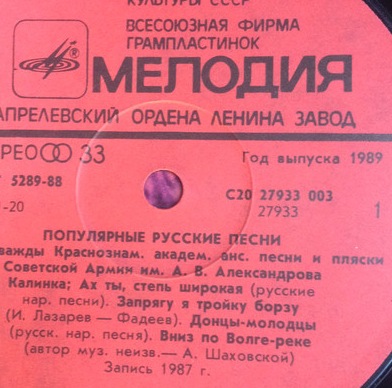 КУЛЬТУРЫ СССР
ВСЕСОЮЗНАЯ ФИРМА
ГРАМПЛАСТИНОК
® МЕЛОДИЯ
АПРЕЛЕВСКИЙ ОРДЕНА ЛЕНИНА ЗАВОД
РЕО 33
Год выпуска 1989
5289-88
С20 27933 003
-20
27933
1
ПОПУЛЯРНЫЕ РУССКИЕ ПЕСНИ
важды Краснознам. академ. анс. песни и пляски
Советской Армии им. А. В. Александрова
Калинка; Ах ты, степь широкая (русские
нар. песни). Запрягу я тройку борзу
(И. Лазарев — Фадеев). Донцы-молодцы
(русск. нар. песня). Вниз по Волге-реке
(автор муз. неизв.— А. Шаховской)
Запись 1987 г.